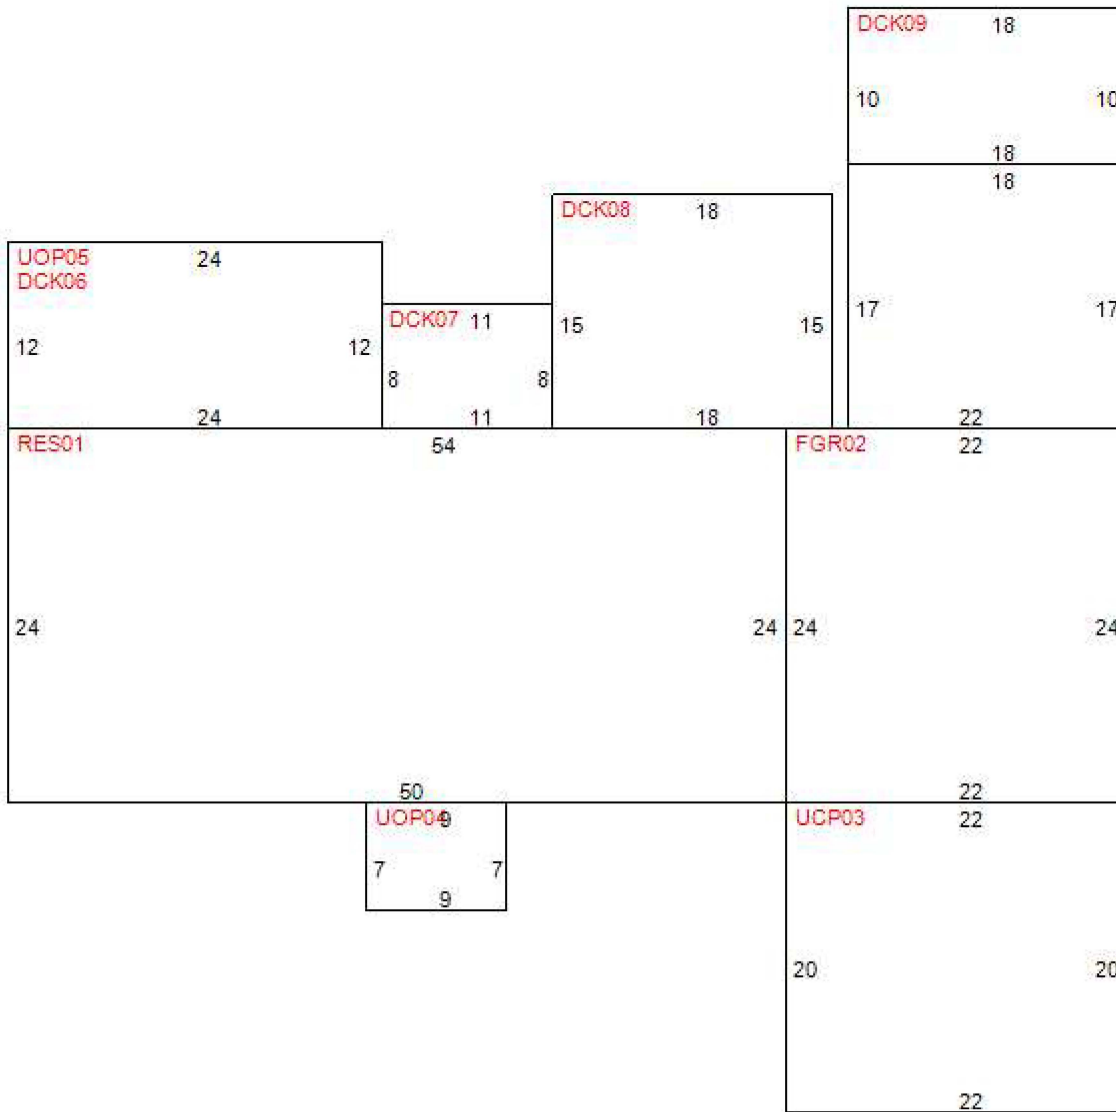 DCK09 18
10 10
18
18
DCK08 18
UOP05 24
DCK06
17 17
DCK07 11
15 15
12 12
8 8
24 11 18 22
RES01 54 FGR02 22
24 24 24 24
50 22
UOP04 9 UCP03 22
7 7
9
20 20
22